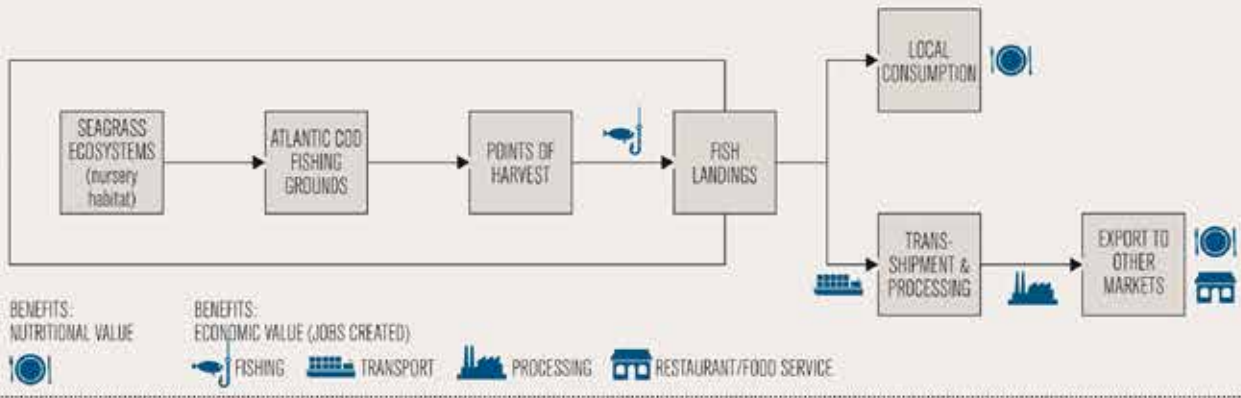 SEAGRASS
ECOSYSTEMS
(nursery
habitat)
ATLANTIC COD
FISHING
GROUNDS
POINTS OF
HARVEST
FISH
LANDINGS
LOCAL
CONSUMPTION
TRANS-
SHIPMENT &
PROCESSING
EXPORT TO
OTHER
MARKETS
BENEFITS:
NUTRITIONAL VALUE
BENEFITS:
ECONOMIC VALUE (JOBS CREATED)
FISHING
TRANSPORT
PROCESSING
RESTAURANT/FOOD SERVICE